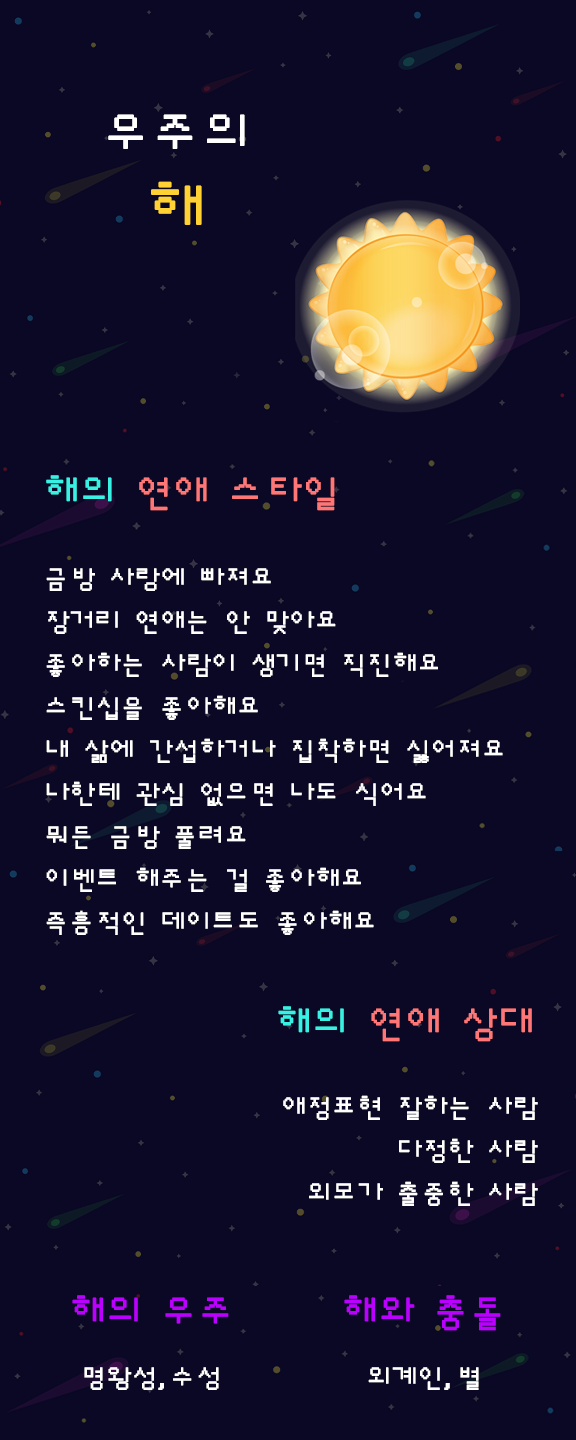 우주의
해
해의 연애 스타일
금방 사랑에 빠져요
장거리 연애는 안 맞아요
좋아하는 사람이 생기면 직진해요
스킨십을 좋아해요
내 삶에 간섭하거나 집착하면 싫어져요
나한테 관심 없으면 나도 식어요
뭐든 금방 풀려요
이벤트 해주는 걸 좋아해요
즉흥적인 데이트도 좋아해요
해의 연애 상대
애정표현 잘하는 사람
다정한 사람
외모가 출중한 사람
해의 우주
명왕성, 수성
해와 충돌
외계인, 별